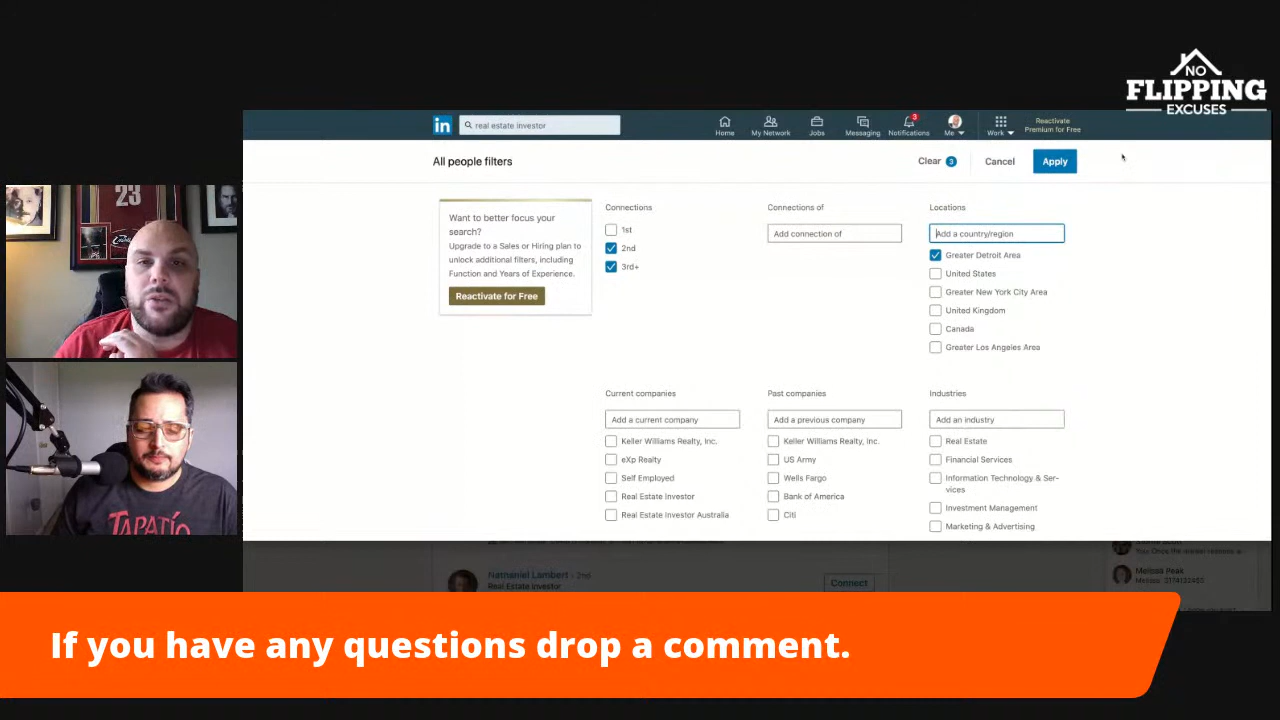 NO
FLIPPING
EXCUSES
in
real estate investor
Home
My Network
Jobs
Messaging
3
Notifications
Me
Work
Reactivate
Premium for Free
All people filters
Clear 3
Cancel
Apply
Want to better focus your
search?
Upgrade to a Sales or Hiring plan to
unlock additional filters, including
Function and Years of Experience.
Reactivate for Free
Connections
1st
2nd
3rd+
Connections of
Add connection of
Locations
Add a country/region
Greater Detroit Area
United States
Greater New York City Area
United Kingdom
Canada
Greater Los Angeles Area
Current companies
Add a current company
Keller Williams Realty, Inc.
eXp Realty
Self Employed
Real Estate Investor
Real Estate Investor Australia
Past companies
Add a previous company
Keller Williams Realty, Inc.
US Army
Wells Fargo
Bank of America
Citi
Industries
Add an industry
Real Estate
Financial Services
Information Technology & Ser-
vices
Investment Management
Marketing & Advertising
Nathaniel Lambert • 2nd
Real Estate Investor
Connect
Melissa Peak
23
TAPATÍO
If you have any questions drop a comment.